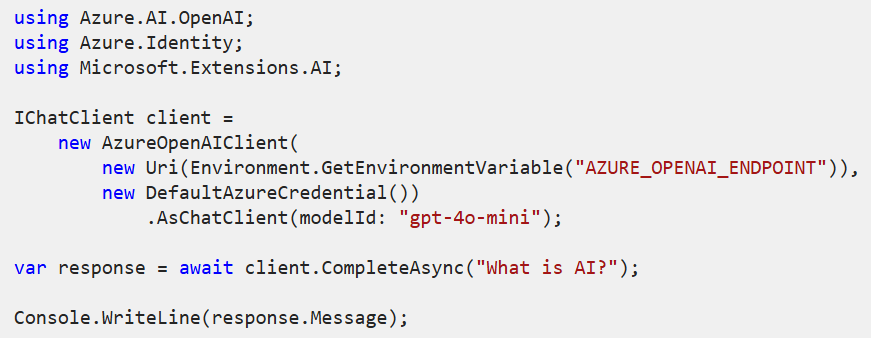 using Azure.AI.OpenAI;
using Azure.Identity;
using Microsoft.Extensions.AI;

IChatClient client =
    new AzureOpenAIClient(
        new Uri(Environment.GetEnvironmentVariable("AZURE_OPENAI_ENDPOINT")),
        new DefaultAzureCredential())
            .AsChatClient(modelId: "gpt-4o-mini");

var response = await client.CompleteAsync("What is AI?");

Console.WriteLine(response.Message);